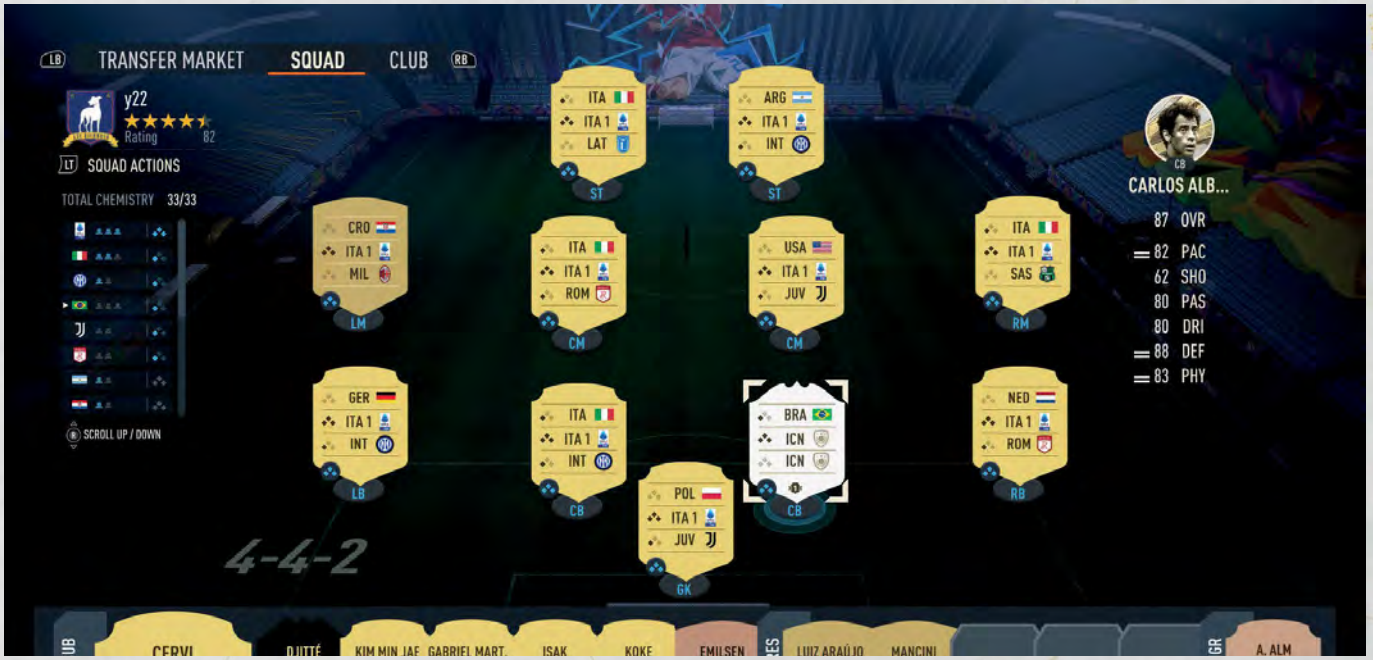 LB TRANSFER MARKET SQUAD CLUB RB
y22
Rating 82
LT SQUAD ACTIONS
TOTAL CHEMISTRY 33/33
R SCROLL UP / DOWN
ITA
ITA 1
LAT
ST
ARG
ITA 1
INT
ST
CRO
ITA 1
MIL
LM
ITA
ITA 1
ROM
CM
USA
ITA 1
JUV
CM
ITA
ITA 1
SAS
RM
GER
ITA 1
INT
LB
ITA
ITA 1
INT
CB
BRA
ICN
ICN
CB
NED
ITA 1
ROM
RB
POL
ITA 1
JUV
GK
4-4-2
CB
CARLOS ALB...
87 OVR
82 PAC
62 SHO
80 PAS
80 DRI
88 DEF
83 PHY
UB CERVI DJITTÉ KIM MIN JAE GABRIEL MART. ISAK KOKE EMILSEN RES LUIZ ARAÚJO MANCINI GR A. ALM